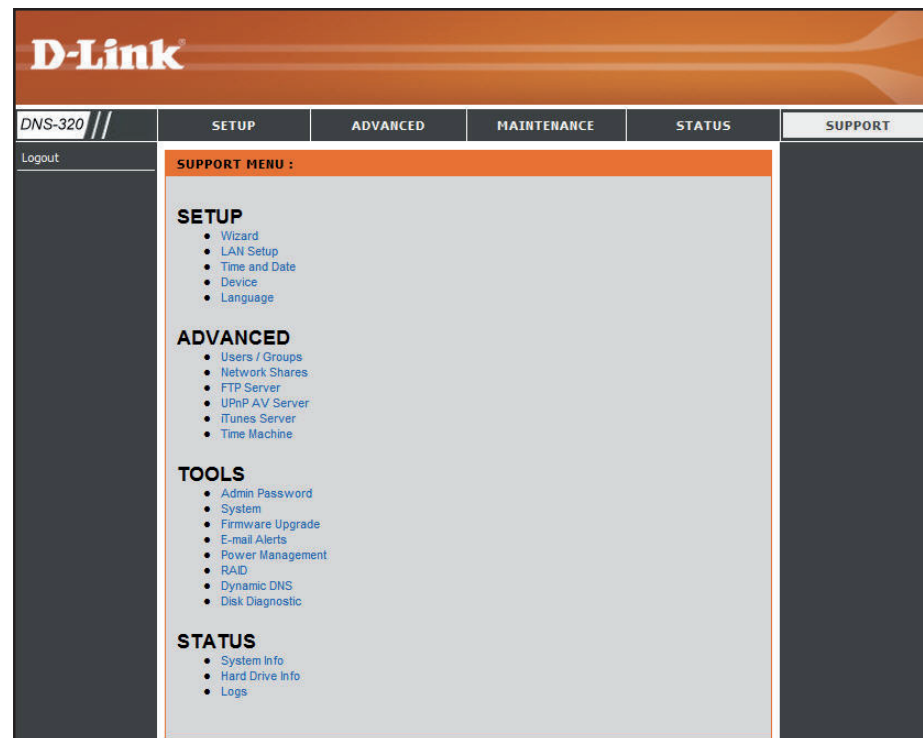 D-Link®
DNS-320 // SETUP ADVANCED MAINTENANCE STATUS SUPPORT
Logout
SUPPORT MENU :
SETUP
• Wizard
• LAN Setup
• Time and Date
• Device
• Language
ADVANCED
• Users / Groups
• Network Shares
• FTP Server
• UPnP AV Server
• iTunes Server
• Time Machine
TOOLS
• Admin Password
• System
• Firmware Upgrade
• E-mail Alerts
• Power Management
• RAID
• Dynamic DNS
• Disk Diagnostic
STATUS
• System Info
• Hard Drive Info
• Logs